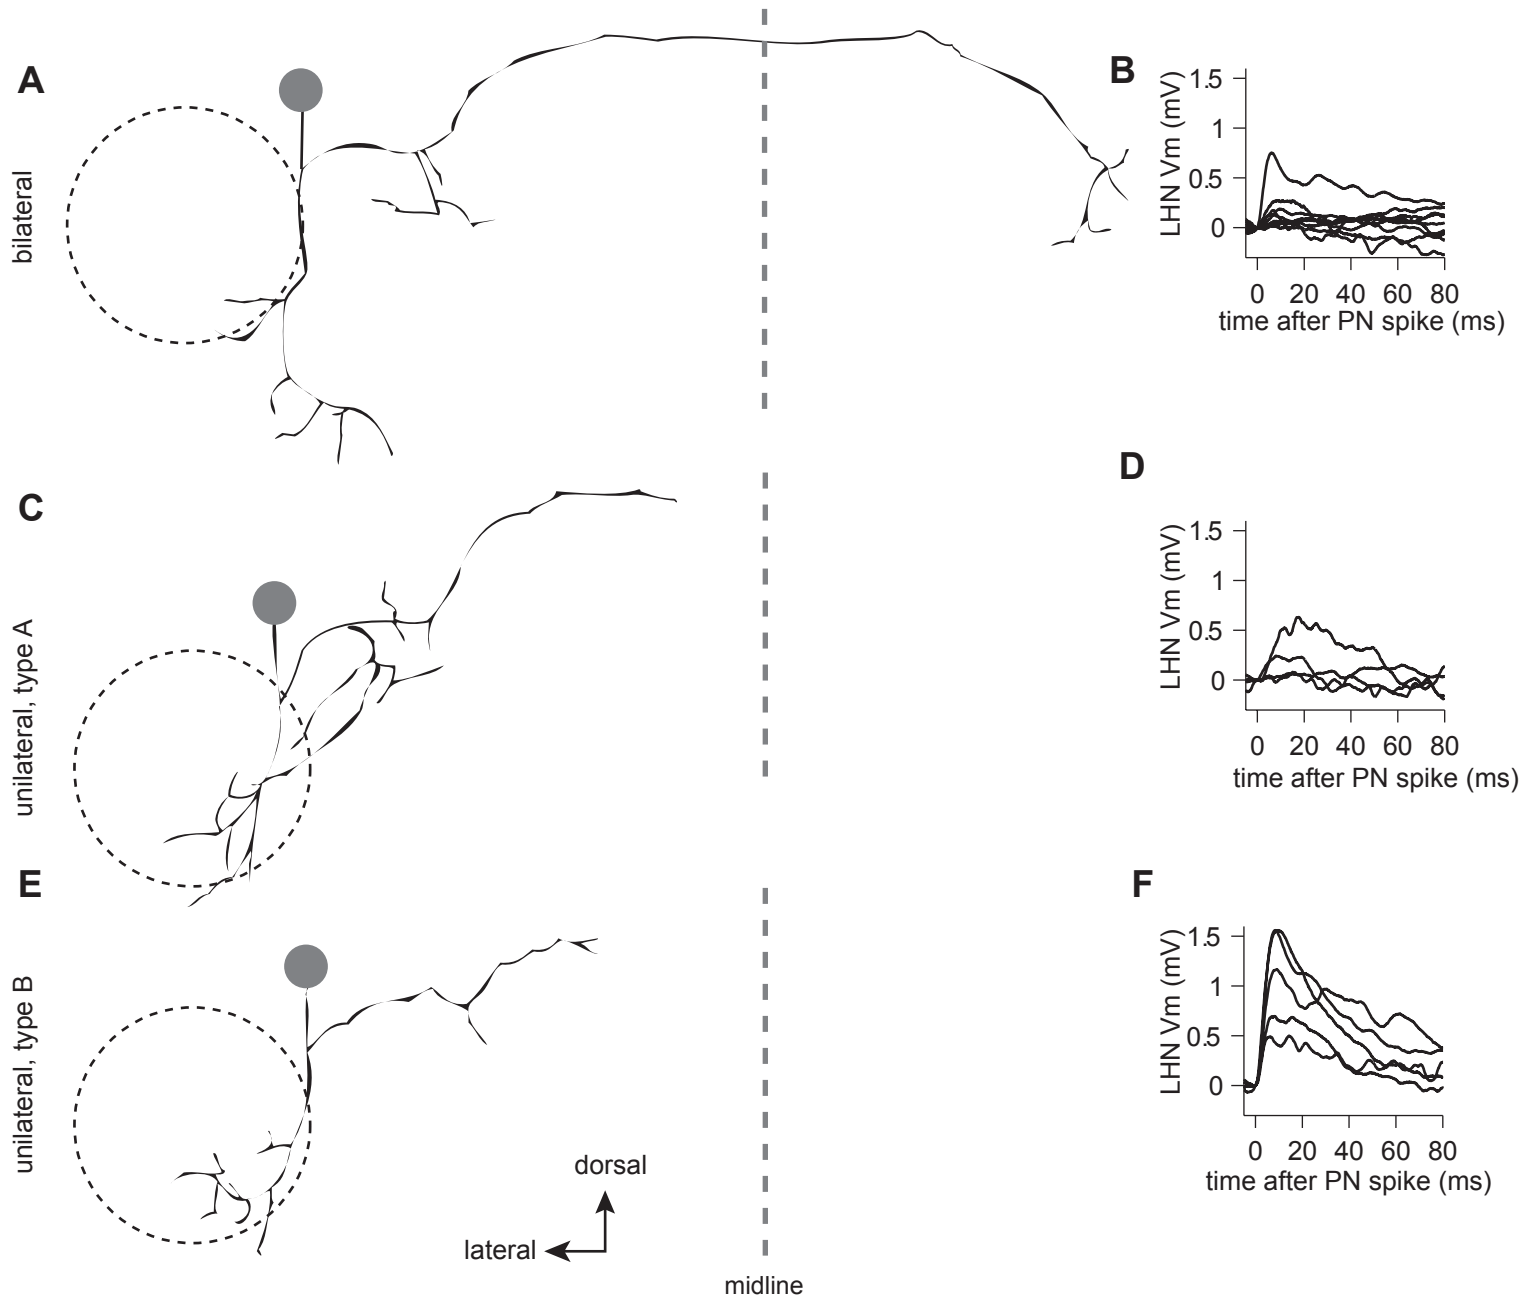 A
bilateral
B
LHN Vm (mV)
1.5
1
0.5
0
0 20 40 60 80
time after PN spike (ms)
C
unilateral, type A
D
LHN Vm (mV)
1.5
1
0.5
0
0 20 40 60 80
time after PN spike (ms)
E
unilateral, type B
F
LHN Vm (mV)
1.5
1
0.5
0
0 20 40 60 80
time after PN spike (ms)
dorsal
lateral
midline